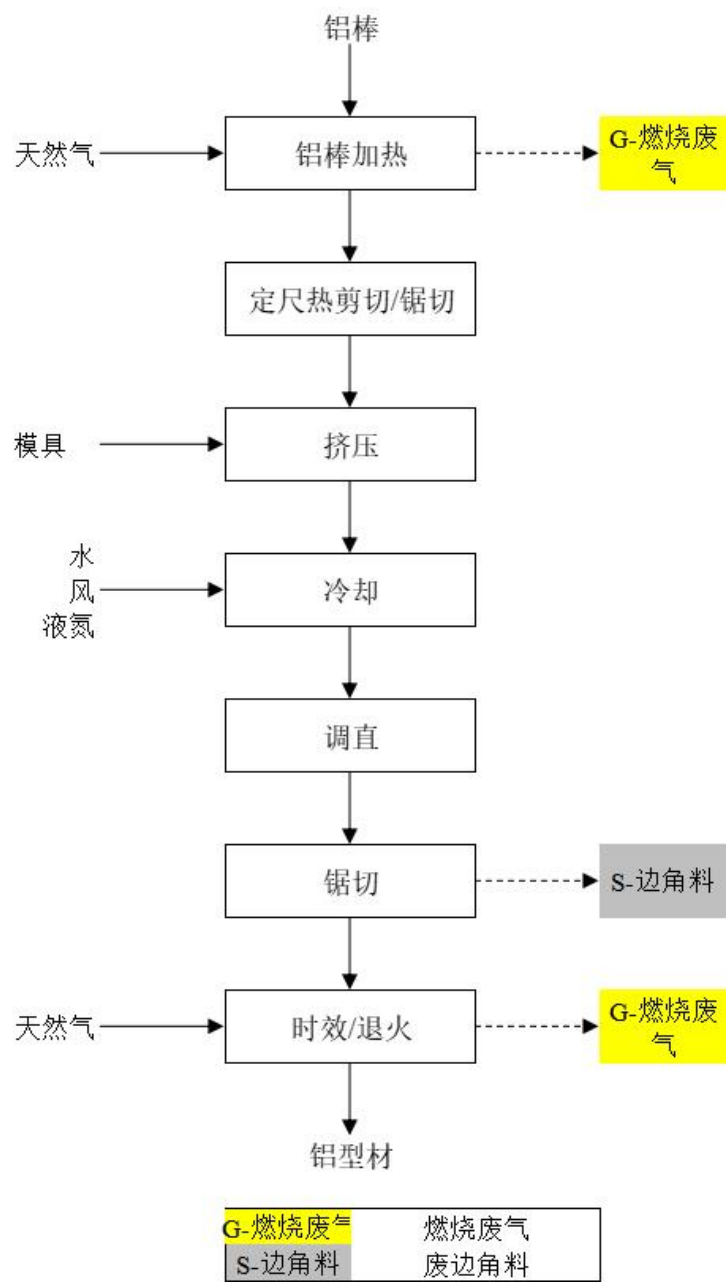 铝棒
天然气
铝棒加热
G-燃烧废
气
定尺热剪切/锯切
模具
挤压
水
风
液氮
冷却
调直
锯切
S-边角料
天然气
时效/退火
G-燃烧废
气
铝型材
G-燃烧废气
燃烧废气
S-边角料
废边角料